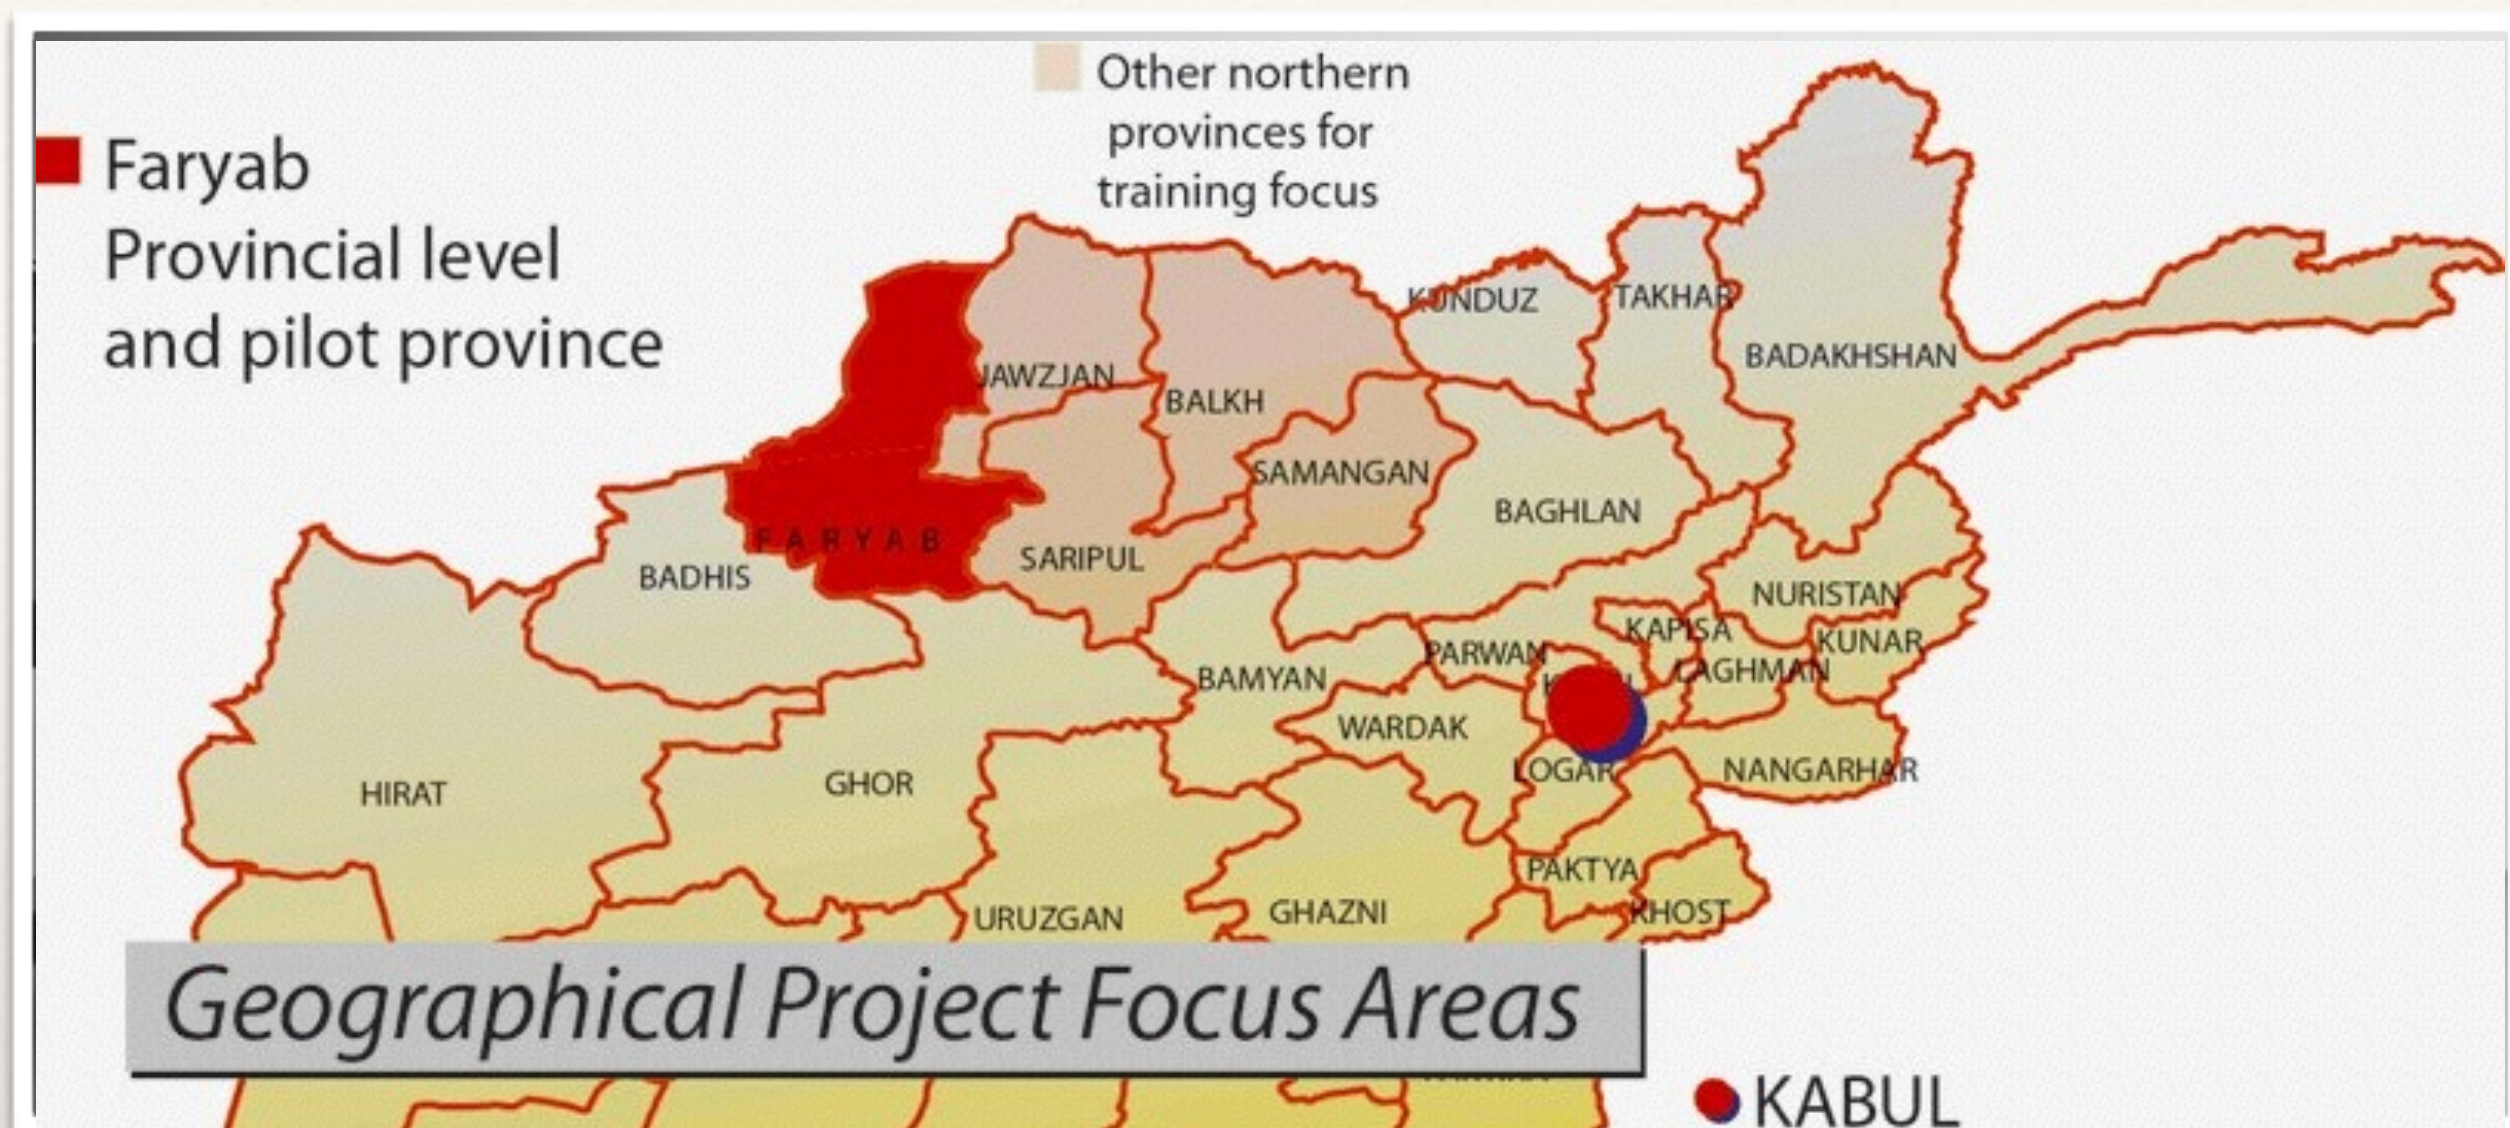 Other northern
provinces for
training focus
Faryab
Provincial level
and pilot province
KUNDUZ
TAKHAR
BADAKHSHAN
JAWZJAN
BALKH
SAMANGAN
BAGHLAN
FARYAB
SARIPUL
BADHIS
NURISTAN
KAPISA
KUNAR
PARWAN
LAGHMAN
BAMYAN
WARDAK
LOGAR
NANGARHAR
GHOR
HIRAT
PAKTYA
URUZGAN
GHAZNI
KHOST
Geographical Project Focus Areas
KABUL